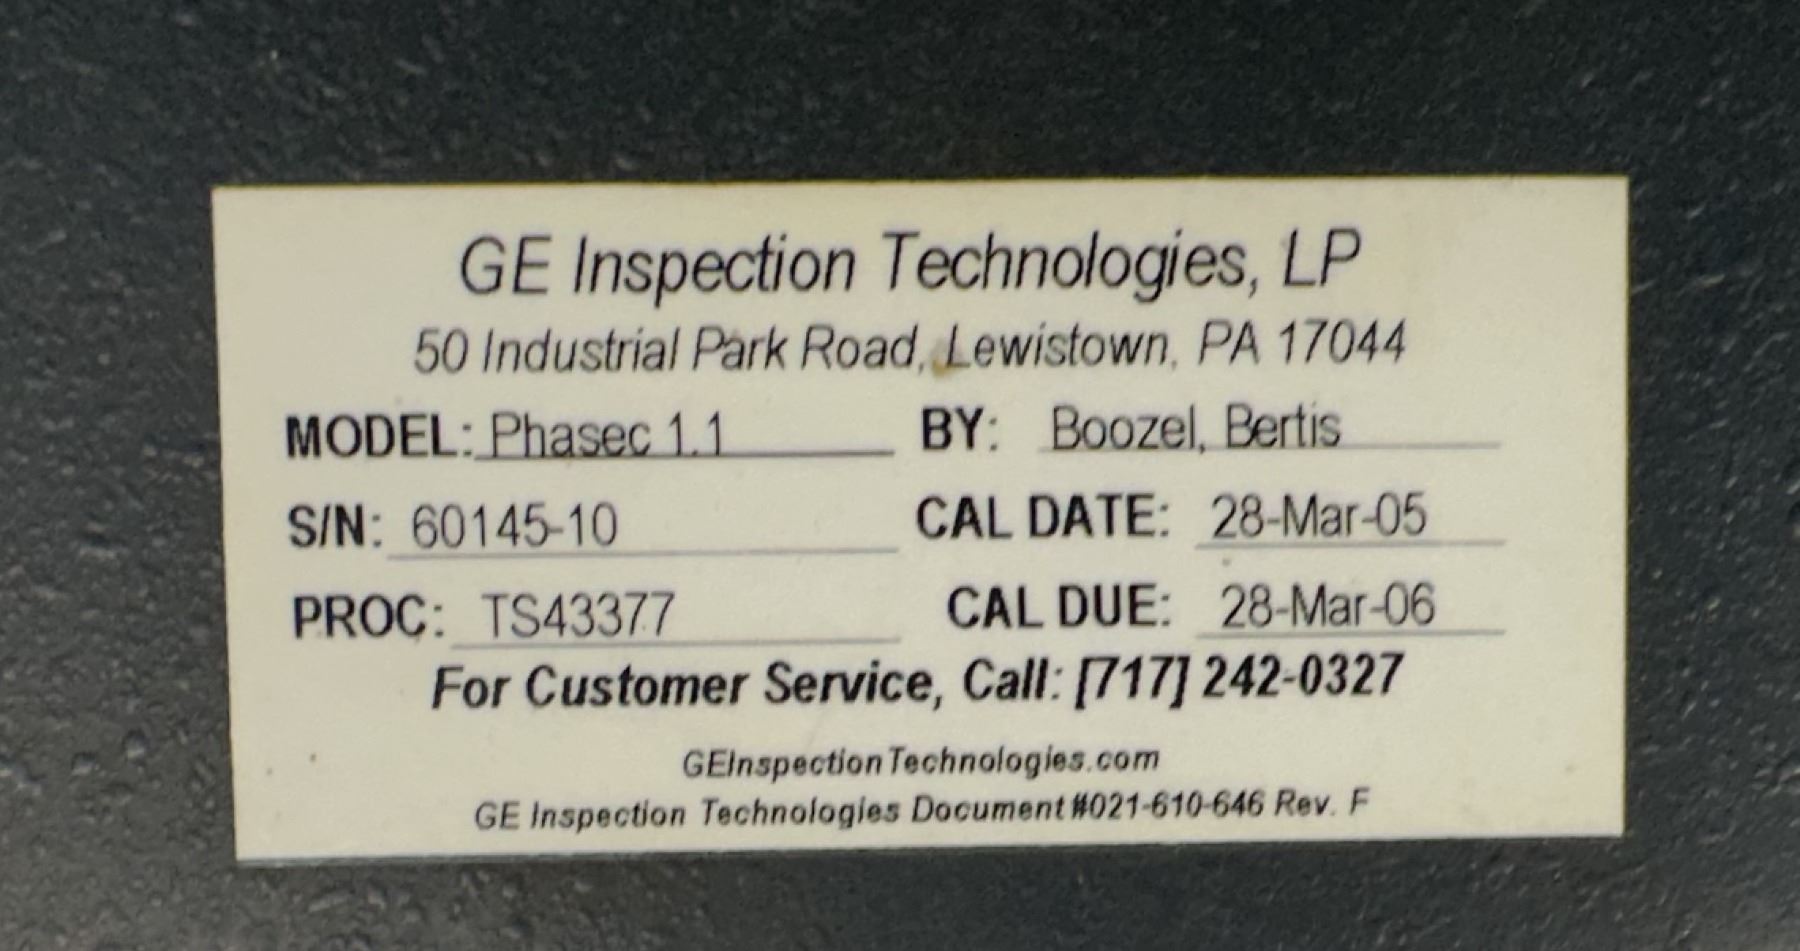 GE Inspection Technologies, LP
50 Industrial Park Road, Lewistown, PA 17044
MODEL: Phasec 1.1 BY: Boozel, Bertis
S/N: 60145-10 CAL DATE: 28-Mar-05
PROC: TS43377 CAL DUE: 28-Mar-06
For Customer Service, Call: [717] 242-0327
GEInspectionTechnologies.com
GE Inspection Technologies Document #021-610-646 Rev. F